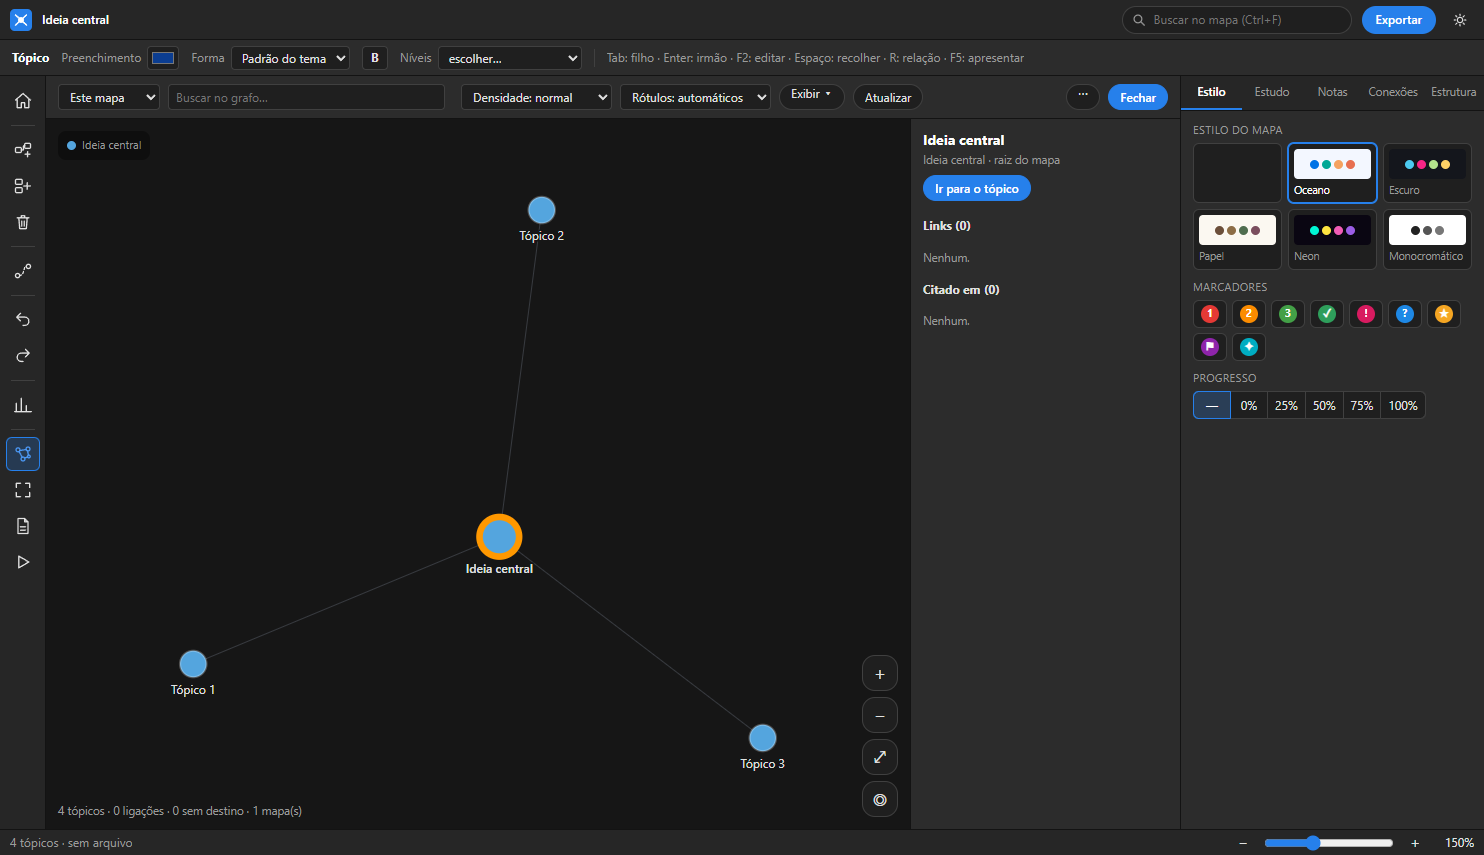 Ideia central
Buscar no mapa (Ctrl+F)
Exportar
Tópico
Preenchimento
Forma
Padrão do tema
B
Níveis
escolher...
Tab: filho · Enter: irmão · F2: editar · Espaço: recolher · R: relação · F5: apresentar
Este mapa
Buscar no grafo...
Densidade: normal
Rótulos: automáticos
Exibir
Atualizar
...
Fechar
Ideia central
Tópico 2
Ideia central
Tópico 1
Tópico 3
4 tópicos · 0 ligações · 0 sem destino · 1 mapa(s)
Ideia central
Ideia central · raiz do mapa
Ir para o tópico
Links (0)
Nenhum.
Citado em (0)
Nenhum.
Estilo
Estudo
Notas
Conexões
Estrutura
ESTILO DO MAPA
Oceano
Escuro
Papel
Neon
Monocromático
MARCADORES
1
2
3
!
?
PROGRESSO
—
0%
25%
50%
75%
100%
4 tópicos · sem arquivo
150%